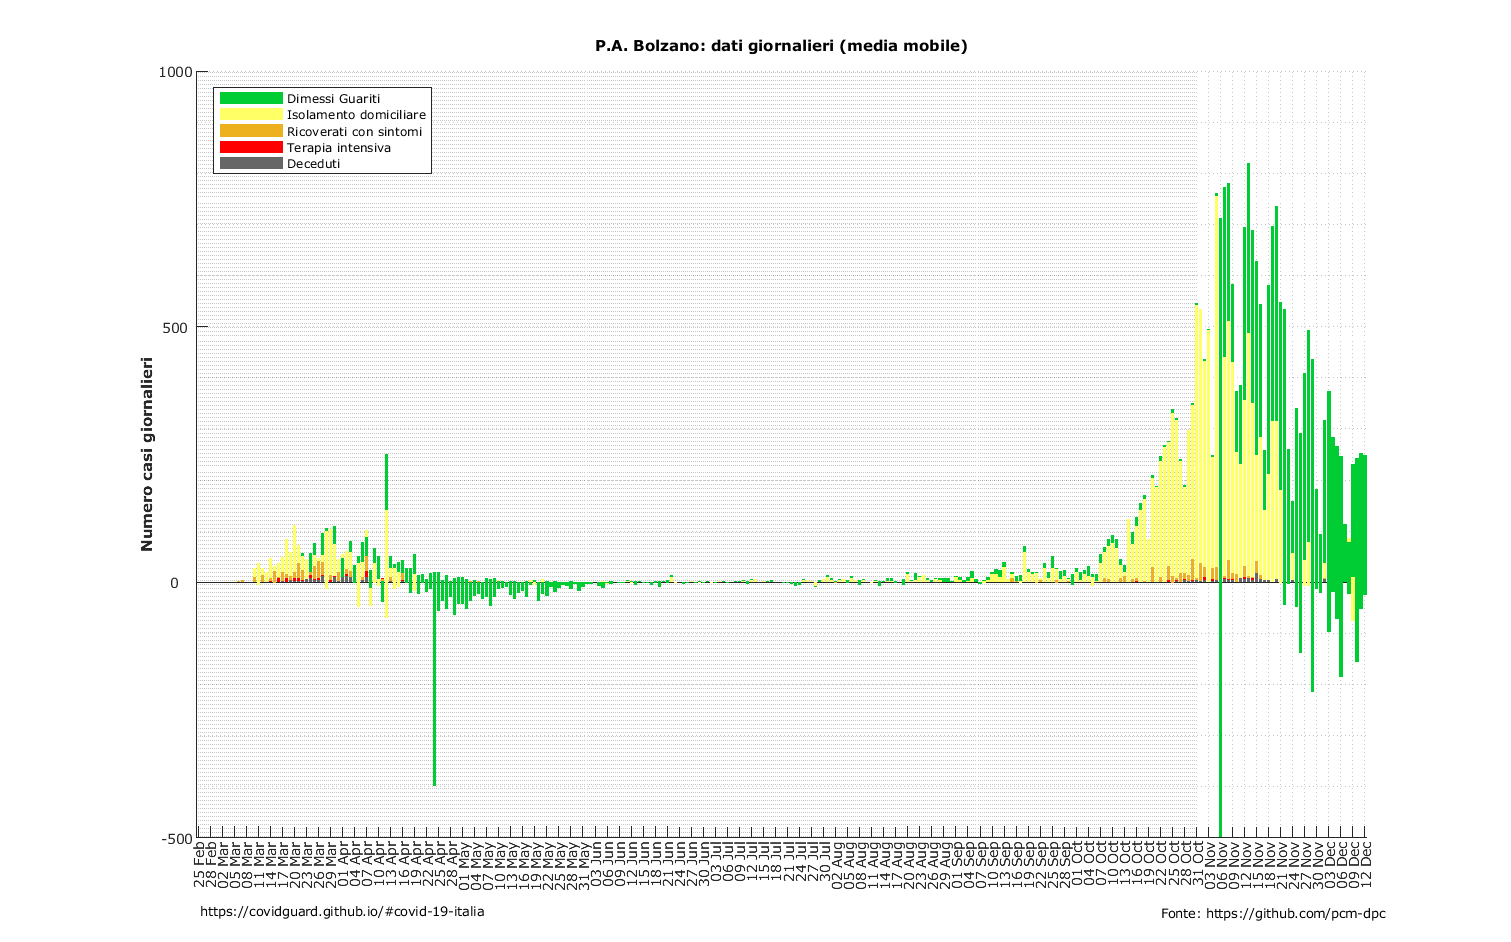 P.A. Bolzano: dati giornalieri (media mobile)
1000
500
0
-500
Numero casi giornalieri
Dimessi Guariti
Isolamento domiciliare
Ricoverati con sintomi
Terapia intensiva
Deceduti
25 Feb
28 Feb
02 Mar
05 Mar
08 Mar
11 Mar
14 Mar
17 Mar
20 Mar
23 Mar
26 Mar
29 Mar
01 Apr
04 Apr
07 Apr
10 Apr
13 Apr
16 Apr
19 Apr
22 Apr
25 Apr
28 Apr
01 May
04 May
07 May
10 May
13 May
16 May
19 May
22 May
25 May
28 May
31 May
03 Jun
06 Jun
09 Jun
12 Jun
15 Jun
18 Jun
21 Jun
24 Jun
27 Jun
30 Jun
03 Jul
06 Jul
09 Jul
12 Jul
15 Jul
18 Jul
21 Jul
24 Jul
27 Jul
30 Jul
02 Aug
05 Aug
08 Aug
11 Aug
14 Aug
17 Aug
20 Aug
23 Aug
26 Aug
29 Aug
01 Sep
04 Sep
07 Sep
10 Sep
13 Sep
16 Sep
19 Sep
22 Sep
25 Sep
28 Sep
01 Oct
04 Oct
07 Oct
10 Oct
13 Oct
16 Oct
19 Oct
22 Oct
25 Oct
28 Oct
31 Oct
03 Nov
06 Nov
09 Nov
12 Nov
15 Nov
18 Nov
21 Nov
24 Nov
27 Nov
30 Nov
03 Dec
06 Dec
09 Dec
12 Dec
https://covidguard.github.io/#covid-19-italia
Fonte: https://github.com/pcm-dpc